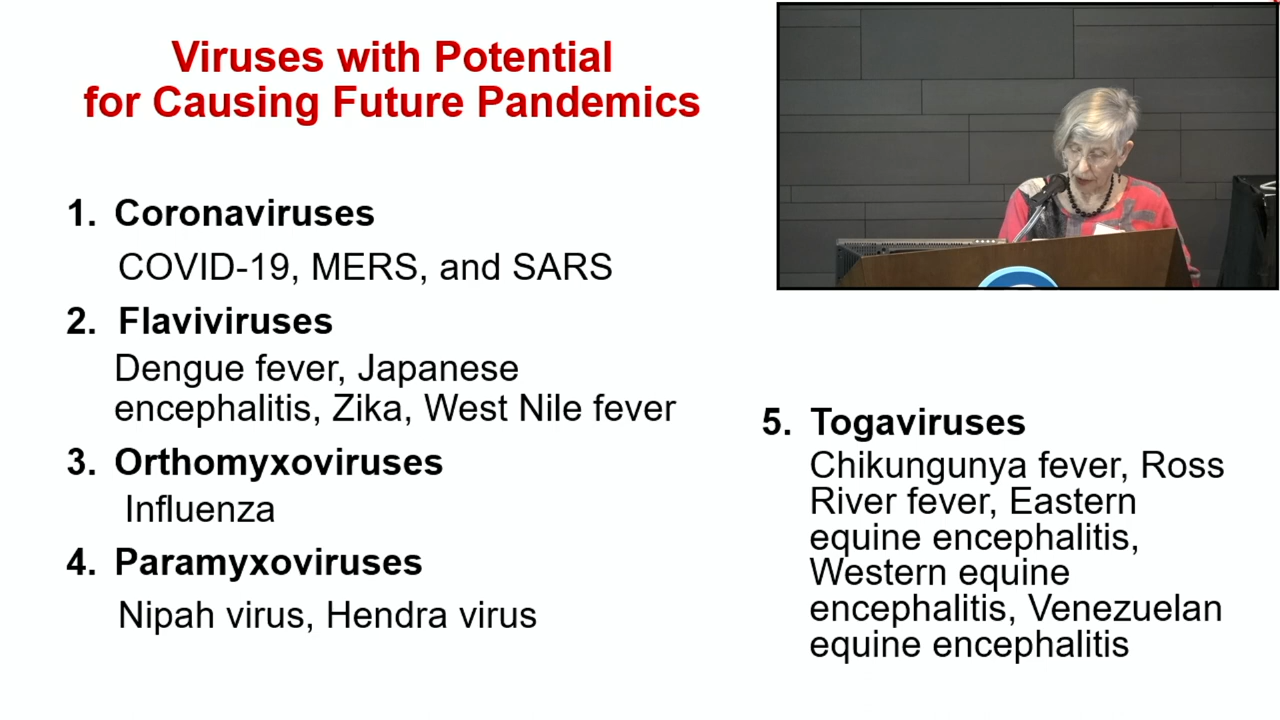 Viruses with Potential
for Causing Future Pandemics
1. Coronaviruses
COVID-19, MERS, and SARS
2. Flaviviruses
Dengue fever, Japanese
encephalitis, Zika, West Nile fever
3. Orthomyxoviruses
Influenza
4. Paramyxoviruses
Nipah virus, Hendra virus
5. Togaviruses
Chikungunya fever, Ross
River fever, Eastern
equine encephalitis,
Western equine
encephalitis, Venezuelan
equine encephalitis